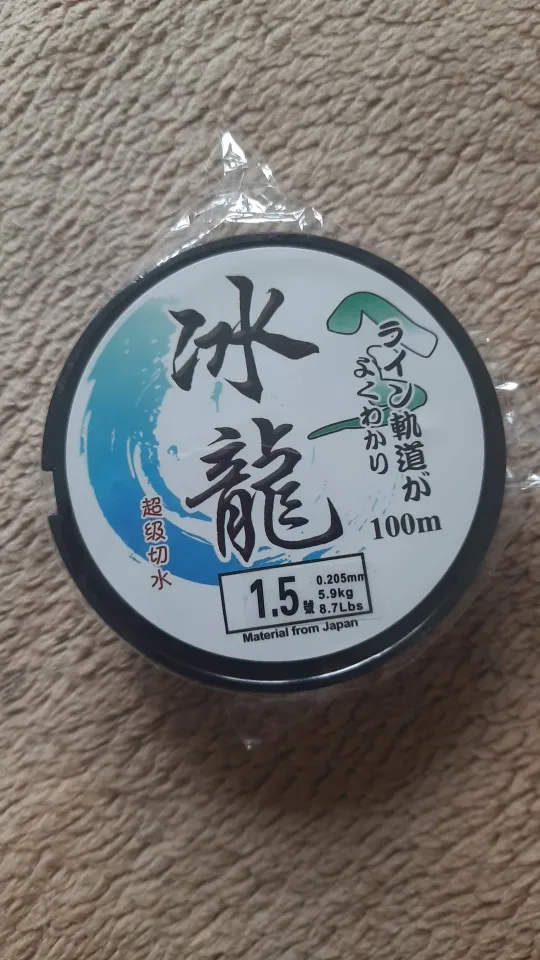 冰龍
ライン軌道が
よくわかり
100m
超级切水
1.5號
0.205mm
5.9kg
8.7Lbs
Material from Japan